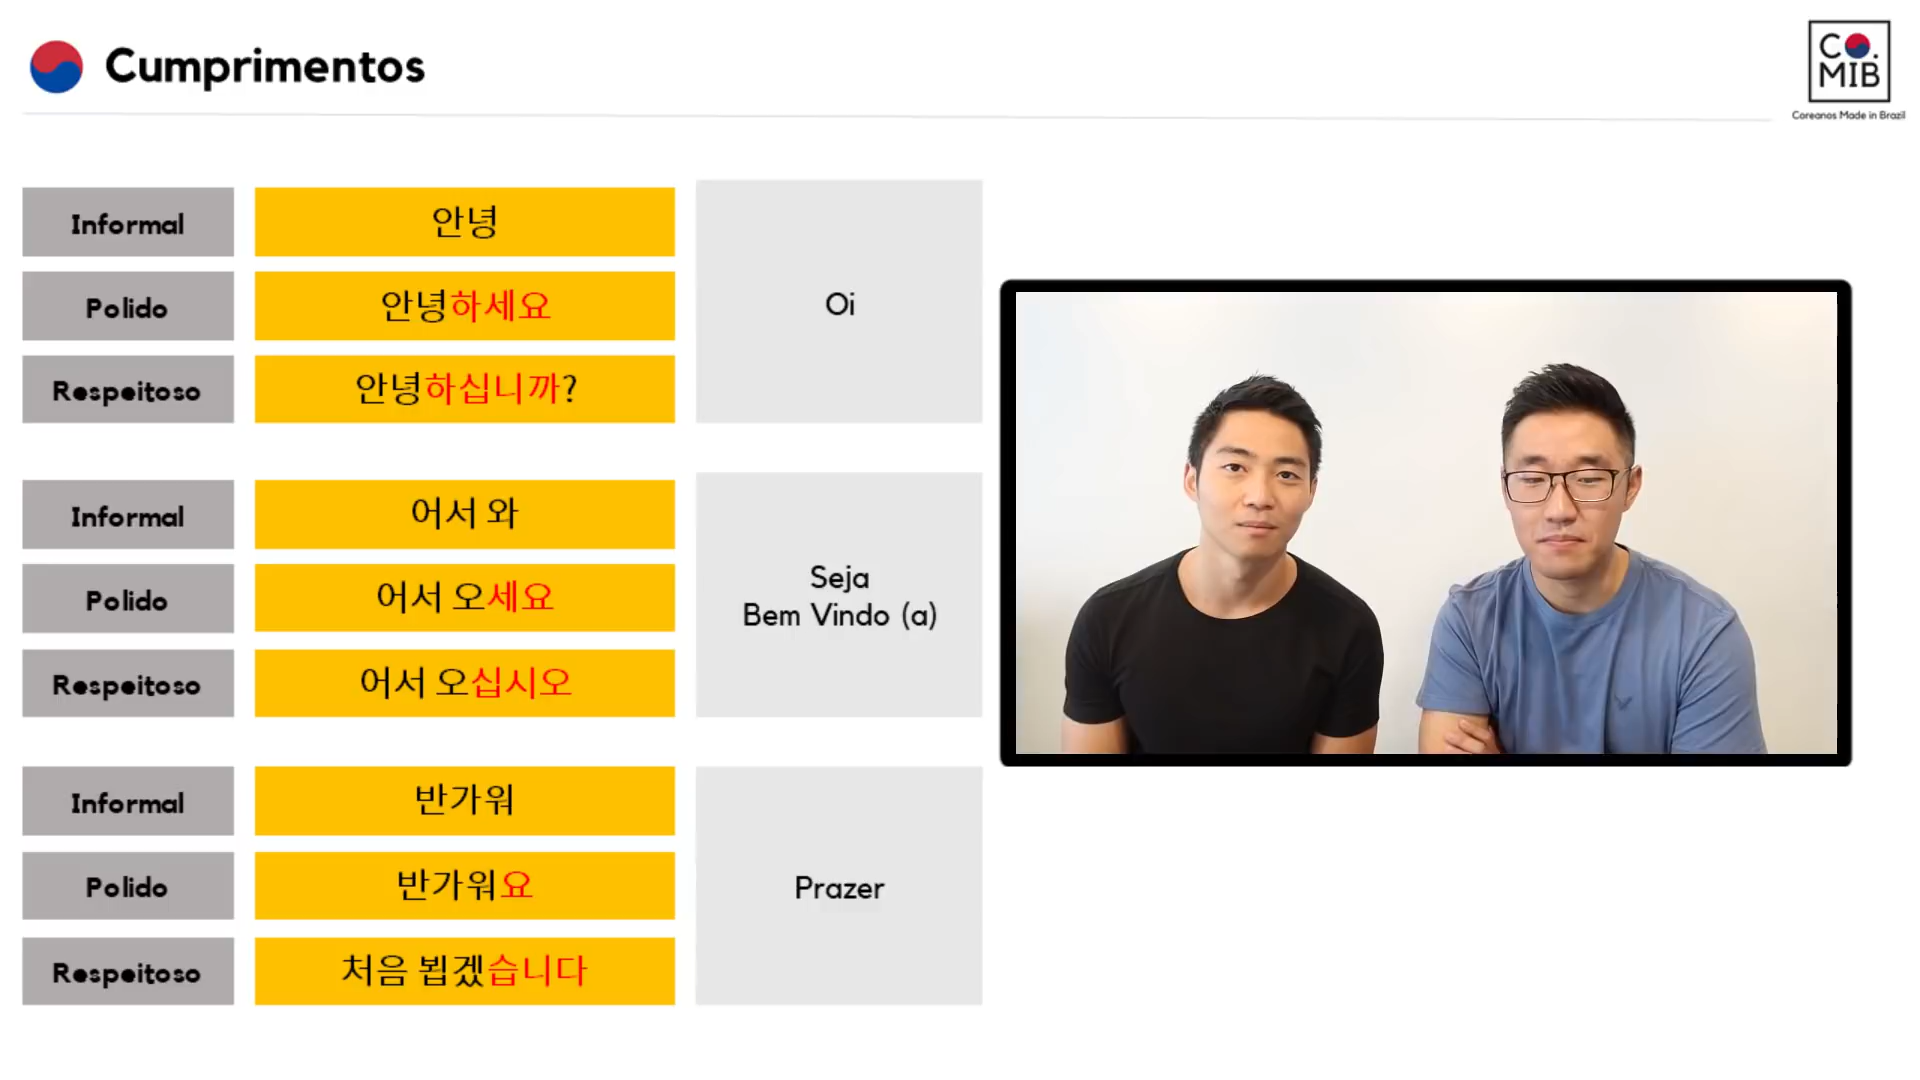 Cumprimentos
CO.
MIB
Coreanos Made in Brazil
Informal
안녕
Polido
안녕하세요
Respeitoso
안녕하십니까?
Oi
Informal
어서 와
Polido
어서 오세요
Respeitoso
어서 오십시오
Seja
Bem Vindo (a)
Informal
반가워
Polido
반가워요
Respeitoso
처음 뵙겠습니다
Prazer